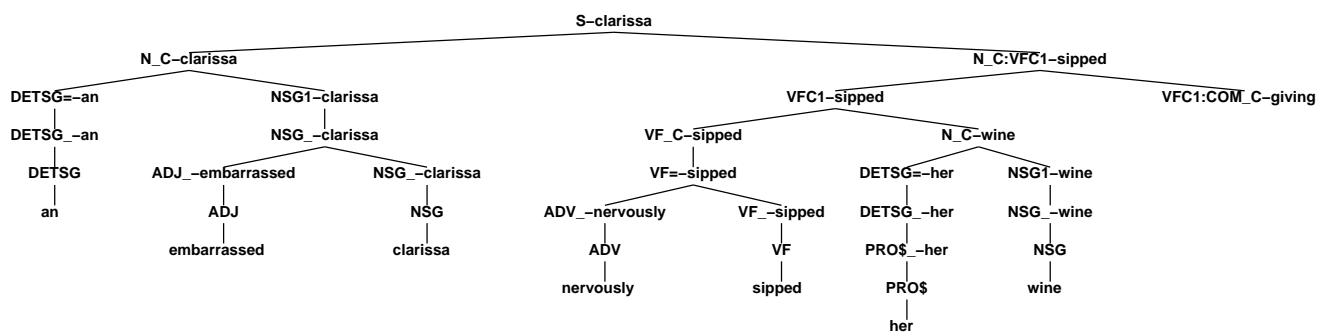 S–clarissa
N_C–clarissa N_C:VFC1–sipped
DETSG=–an NSG1–clarissa VFC1–sipped VFC1:COM_C–giving
DETSG_–an NSG_–clarissa VF_C–sipped N_C–wine
DETSG ADJ_–embarrassed NSG_–clarissa VF=–sipped DETSG=–her NSG1–wine
an ADJ NSG ADV_–nervously VF_–sipped DETSG_–her NSG_–wine
embarrassed clarissa ADV VF PRO$_–her NSG
nervously sipped PRO$ wine
her